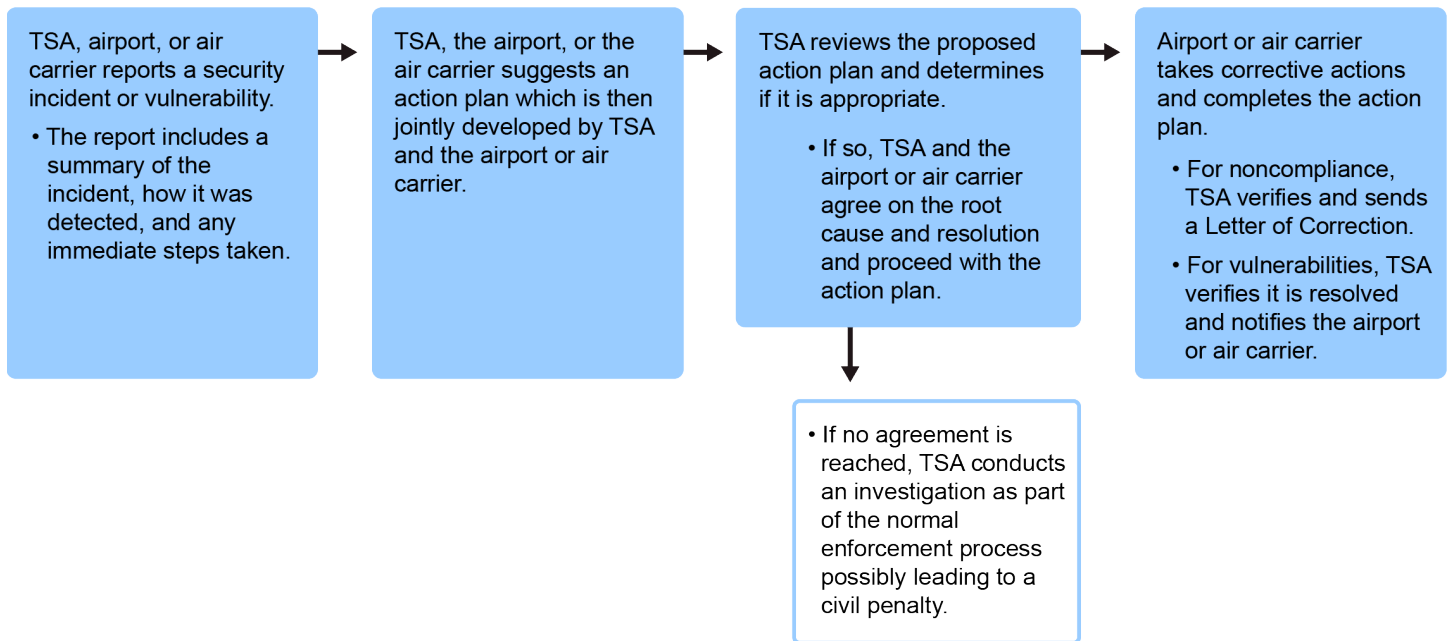 TSA, airport, or air
carrier reports a security
incident or vulnerability.
• The report includes a
summary of the
incident, how it was
detected, and any
immediate steps taken.
TSA, the airport, or the
air carrier suggests an
action plan which is then
jointly developed by TSA
and the airport or air
carrier.
TSA reviews the proposed
action plan and determines
if it is appropriate.
• If so, TSA and the
airport or air carrier
agree on the root
cause and resolution
and proceed with the
action plan.
• If no agreement is
reached, TSA conducts
an investigation as part
of the normal
enforcement process
possibly leading to a
civil penalty.
Airport or air carrier
takes corrective actions
and completes the action
plan.
• For noncompliance,
TSA verifies and sends
a Letter of Correction.
• For vulnerabilities, TSA
verifies it is resolved
and notifies the airport
or air carrier.